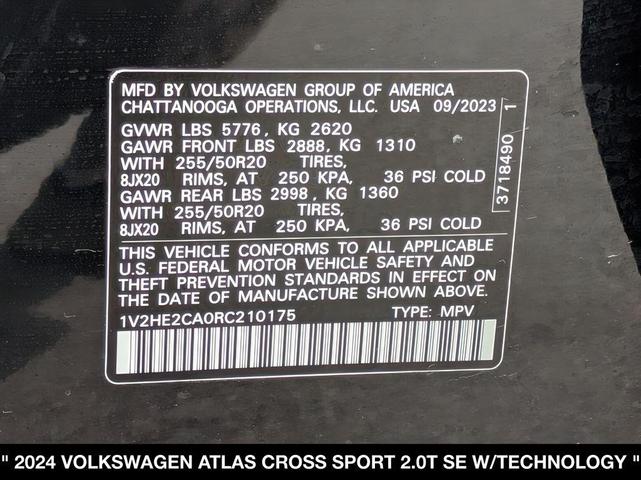 MFD BY VOLKSWAGEN GROUP OF AMERICA
CHATTANOOGA OPERATIONS, LLC. USA 09/2023
GVWR LBS 5776, KG 2620
GAWR FRONT LBS 2888, KG 1310
WITH 255/50R20 TIRES,
8JX20 RIMS, AT 250 KPA, 36 PSI COLD
GAWR REAR LBS 2998, KG 1360
WITH 255/50R20 TIRES,
8JX20 RIMS, AT 250 KPA, 36 PSI COLD
3718490 1
THIS VEHICLE CONFORMS TO ALL APPLICABLE
U.S. FEDERAL MOTOR VEHICLE SAFETY AND
THEFT PREVENTION STANDARDS IN EFFECT ON
THE DATE OF MANUFACTURE SHOWN ABOVE.
1V2HE2CA0RC210175 TYPE: MPV
" 2024 VOLKSWAGEN ATLAS CROSS SPORT 2.0T SE W/TECHNOLOGY "